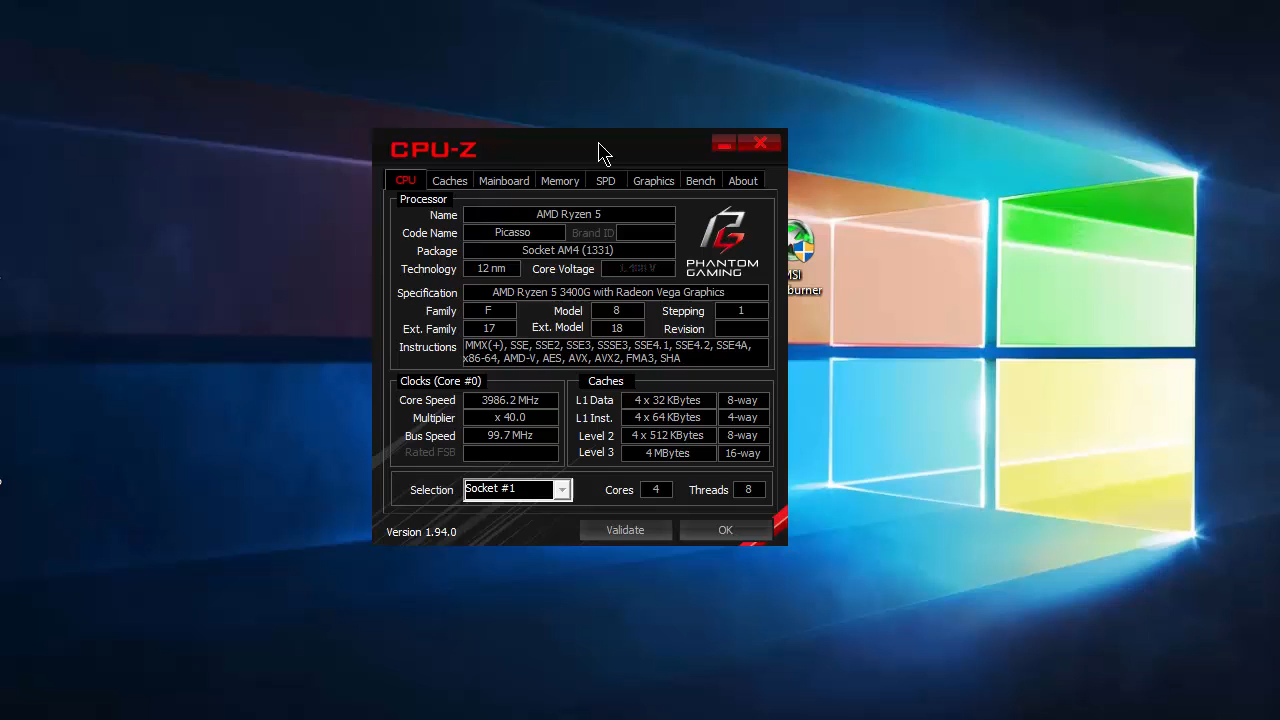 CPU-Z
CPU Caches Mainboard Memory SPD Graphics Bench About
Processor
Name AMD Ryzen 5
Code Name Picasso Brand ID
Package Socket AM4 (1331)
Technology 12 nm Core Voltage
PHANTOM
GAMING
Specification AMD Ryzen 5 3400G with Radeon Vega Graphics
Family F Model 8 Stepping 1
Ext. Family 17 Ext. Model 18 Revision
Instructions MMX(+), SSE, SSE2, SSE3, SSSE3, SSE4.1, SSE4.2, SSE4A,
x86-64, AMD-V, AES, AVX, AVX2, FMA3, SHA
Clocks (Core #0)
Core Speed 3986.2 MHz
Multiplier x 40.0
Bus Speed 99.7 MHz
Rated FSB
Caches
L1 Data 4 x 32 KBytes 8-way
L1 Inst. 4 x 64 KBytes 4-way
Level 2 4 x 512 KBytes 8-way
Level 3 4 MBytes 16-way
Selection Socket #1 Cores 4 Threads 8
Version 1.94.0 Validate OK
MSI
burner